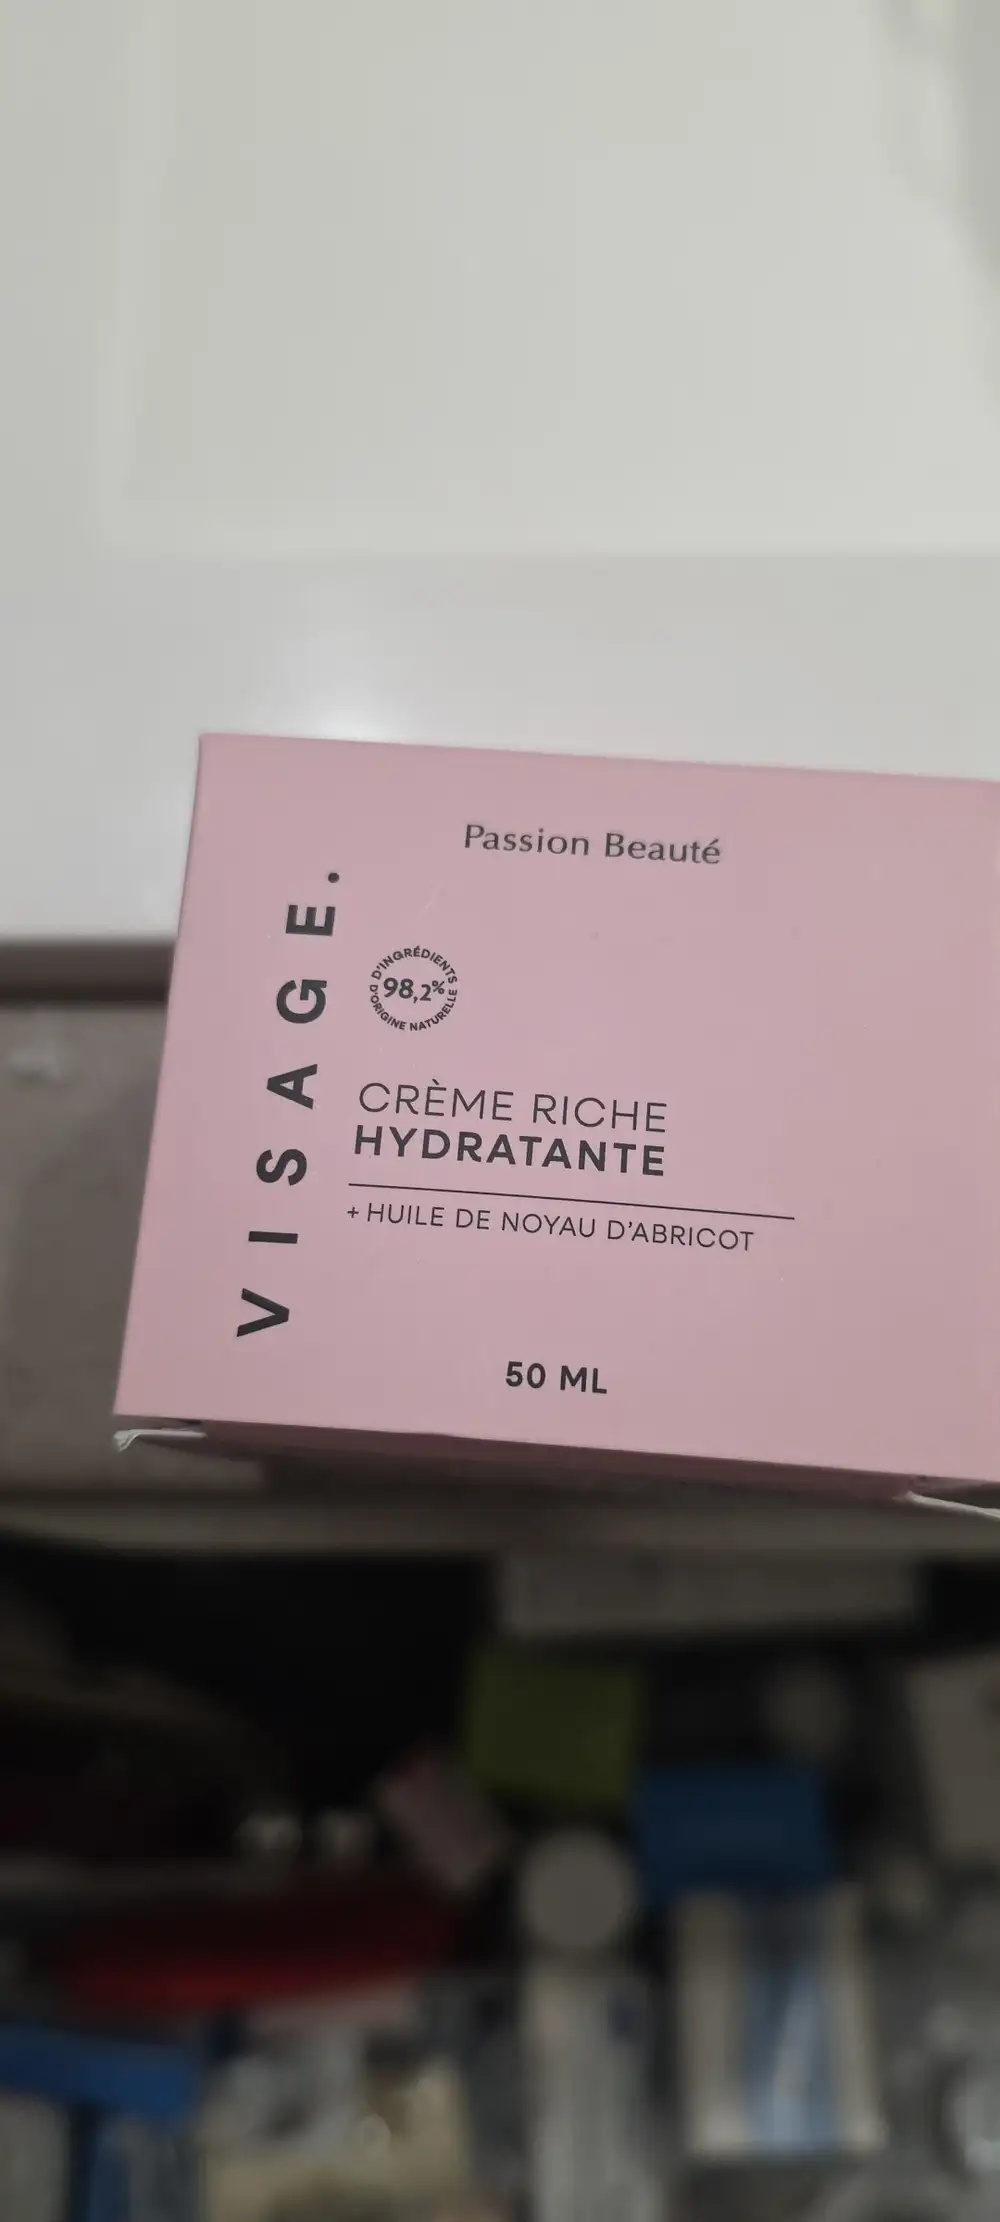 Passion Beauté
VISAGE.
D'INGRÉDIENTS
98,2%
D'ORIGINE NATURELLE
CRÈME RICHE
HYDRATANTE
+ HUILE DE NOYAU D'ABRICOT
50 ML